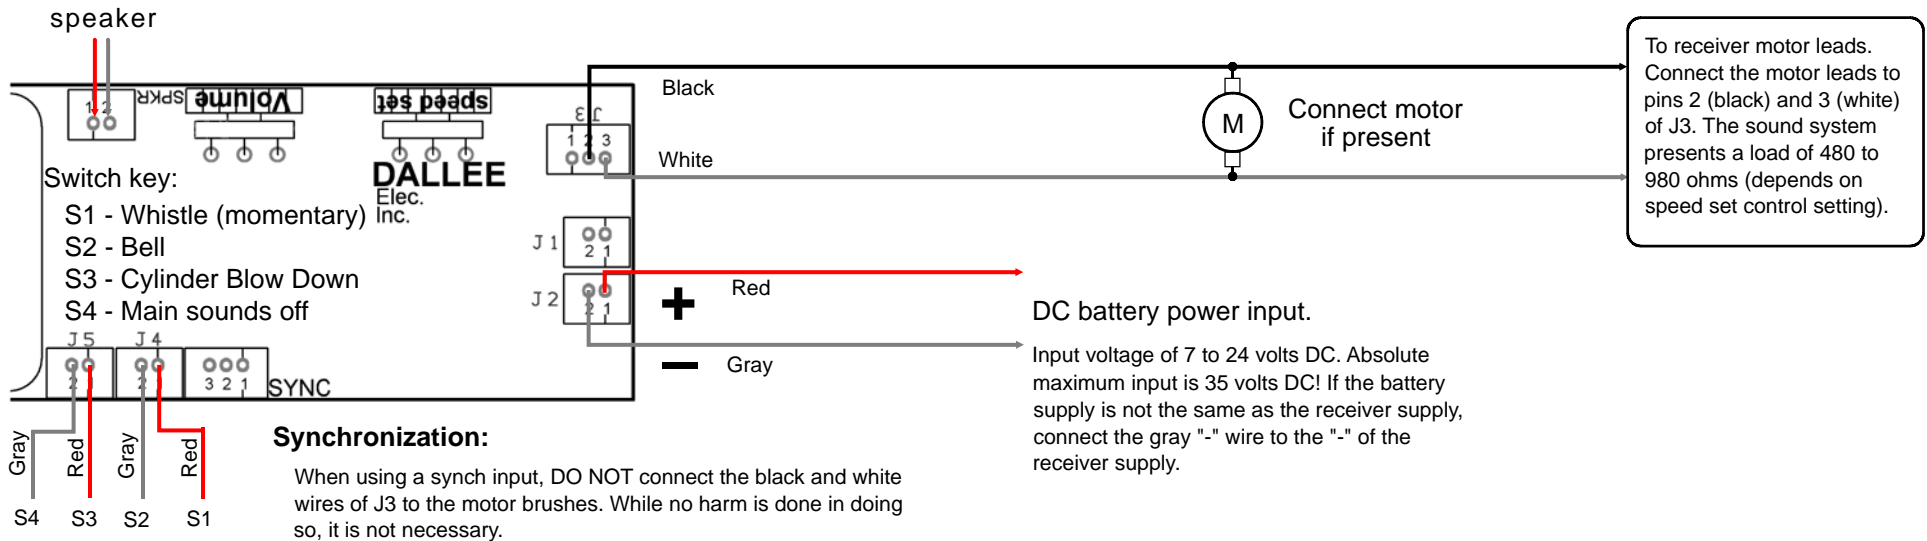 speaker
1 2
SPKR
Volume
speed set
J3
1 2 3
Black
White
DALLEE
Elec.
Inc.
Switch key:
S1 - Whistle (momentary)
S2 - Bell
S3 - Cylinder Blow Down
S4 - Main sounds off
J 1
2 1
J 2
2 1
+
Red
−
Gray
M
Connect motor
if present
To receiver motor leads.
Connect the motor leads to
pins 2 (black) and 3 (white)
of J3. The sound system
presents a load of 480 to
980 ohms (depends on
speed set control setting).
DC battery power input.
Input voltage of 7 to 24 volts DC. Absolute
maximum input is 35 volts DC! If the battery
supply is not the same as the receiver supply,
connect the gray "-" wire to the "-" of the
receiver supply.
J 5
2 1
J 4
2 1
3 2 1
SYNC
Gray
Red
Gray
Red
S4
S3
S2
S1
Synchronization:
When using a synch input, DO NOT connect the black and white
wires of J3 to the motor brushes. While no harm is done in doing
so, it is not necessary.